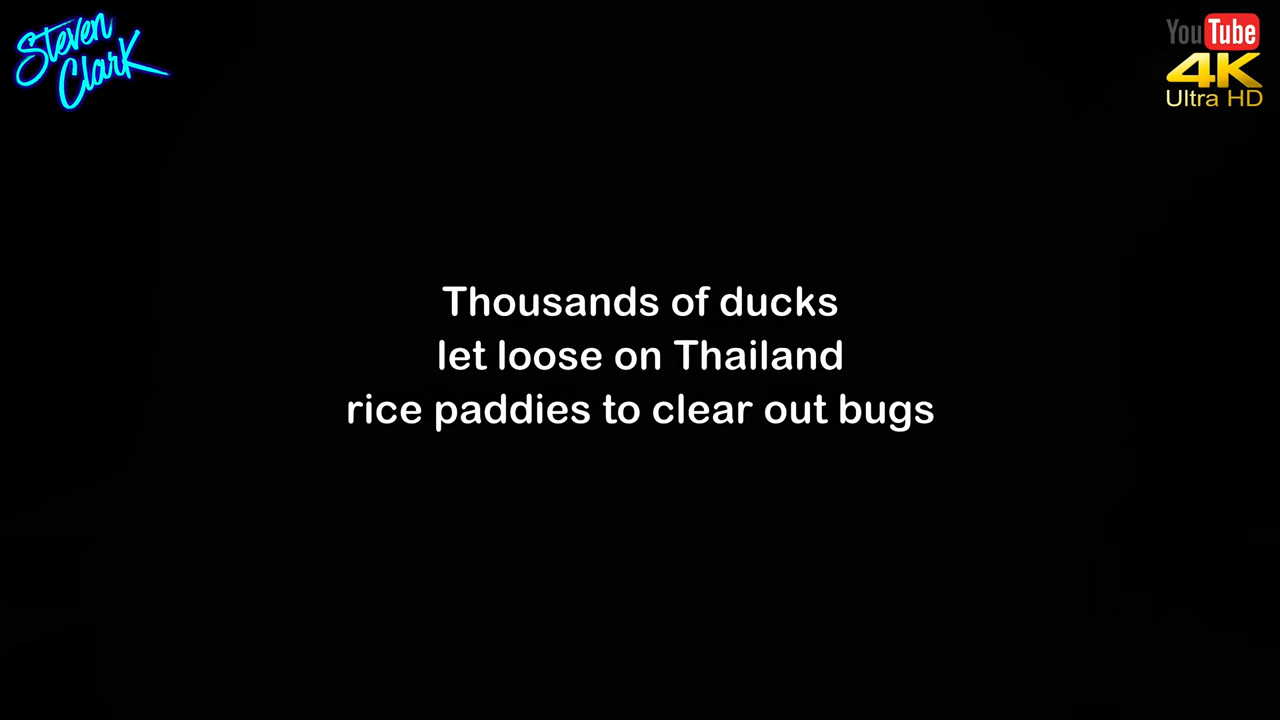 Steven
Clark
YouTube
4K
Ultra HD
Thousands of ducks
let loose on Thailand
rice paddies to clear out bugs